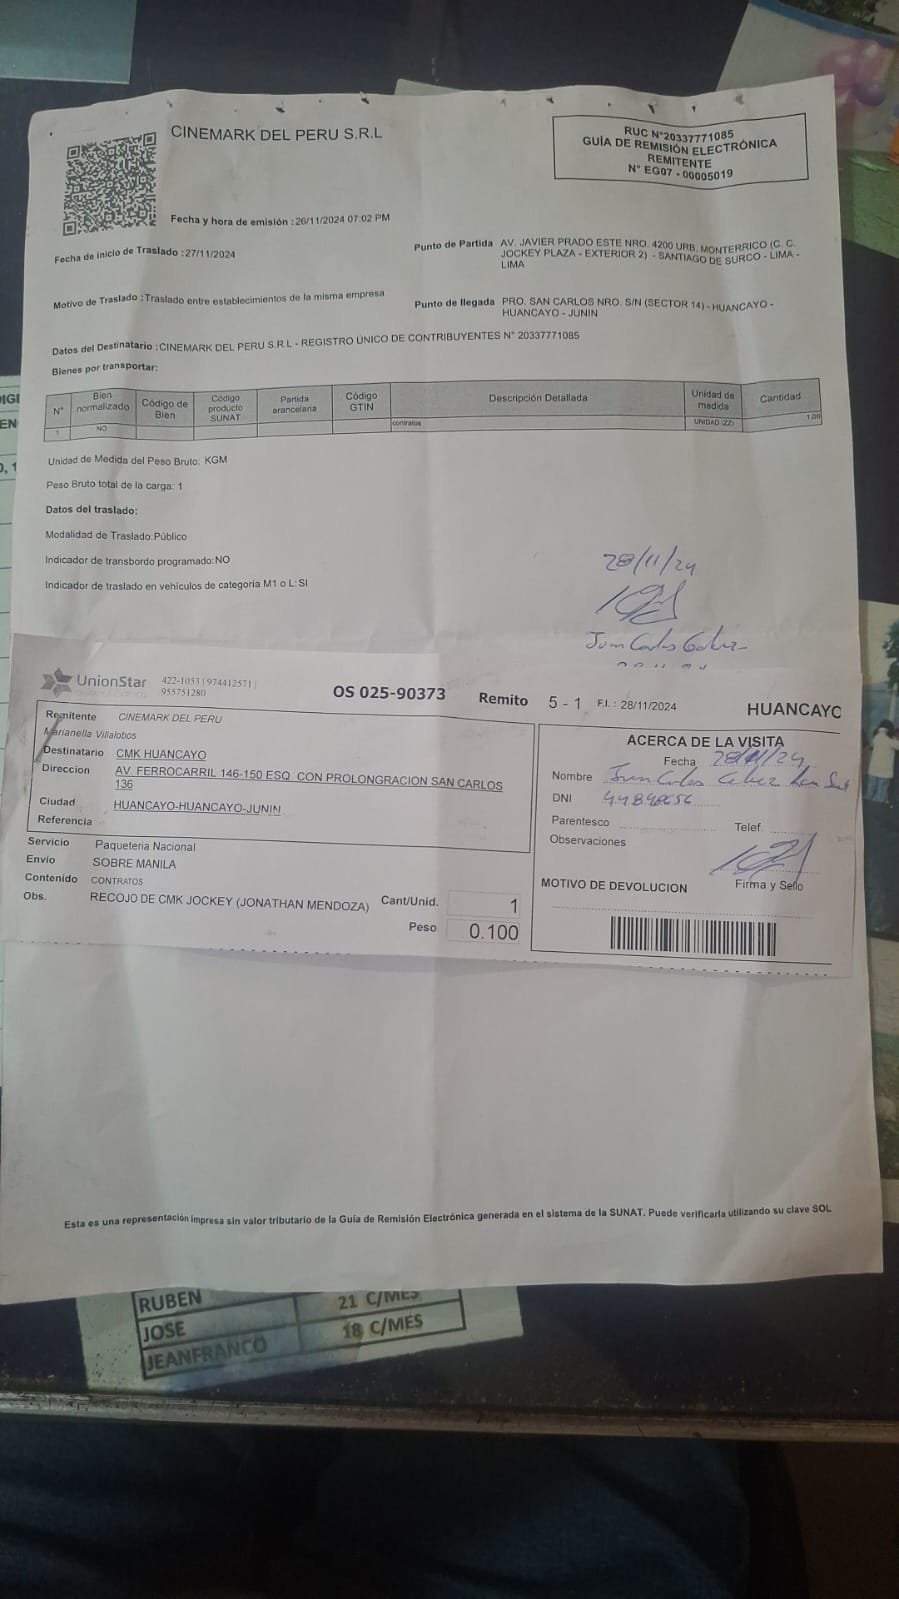 CINEMARK DEL PERU S.R.L
RUC N°20337771085
GUÍA DE REMISIÓN ELECTRÓNICA
REMITENTE
N° EG07 - 00005019
Fecha y hora de emisión :26/11/2024 07:02 PM
Fecha de inicio de Traslado :27/11/2024
Punto de Partida AV. JAVIER PRADO ESTE NRO. 4200 URB. MONTERRICO (C. C.
JOCKEY PLAZA - EXTERIOR 2) - SANTIAGO DE SURCO - LIMA -
LIMA
Motivo de Traslado :Traslado entre establecimientos de la misma empresa
Punto de llegada PRO. SAN CARLOS NRO. S/N (SECTOR 14) - HUANCAYO -
HUANCAYO - JUNIN
Datos del Destinatario :CINEMARK DEL PERU S.R.L - REGISTRO ÚNICO DE CONTRIBUYENTES N° 20337771085
Bienes por transportar:
N° Bien normalizado Código de Bien Código producto SUNAT Partida arancelaria Código GTIN Descripción Detallada Unidad de medida Cantidad
1 NO contratos UNIDAD (ZZ) 1.00
Unidad de Medida del Peso Bruto: KGM
Peso Bruto total de la carga: 1
Datos del traslado:
Modalidad de Traslado:Público
Indicador de transbordo programado:NO
Indicador de traslado en vehículos de categoría M1 o L:SI
28/11/24
Juan Carlos
UnionStar
422-1053 | 974412571 |
955751280
OS 025-90373
Remito 5 - 1 F.I. : 28/11/2024
HUANCAYO
Remitente CINEMARK DEL PERU
Marianella Villalobos
Destinatario CMK HUANCAYO
Direccion AV. FERROCARRIL 146-150 ESQ. CON PROLONGRACION SAN CARLOS
136
Ciudad HUANCAYO-HUANCAYO-JUNIN
Referencia
Servicio Paqueteria Nacional
Envio SOBRE MANILA
Contenido CONTRATOS
Obs. RECOJO DE CMK JOCKEY (JONATHAN MENDOZA)
Cant/Unid. 1
Peso 0.100
ACERCA DE LA VISITA
Fecha 28/11/24
Nombre Juan Carlos
DNI
Parentesco
Telef.
Observaciones
MOTIVO DE DEVOLUCION
Firma y Sello
Esta es una representación impresa sin valor tributario de la Guía de Remisión Electrónica generada en el sistema de la SUNAT. Puede verificarla utilizando su clave SOL
RUBEN 21 C/MES
JOSE 18 C/MES
JEANFRANCO